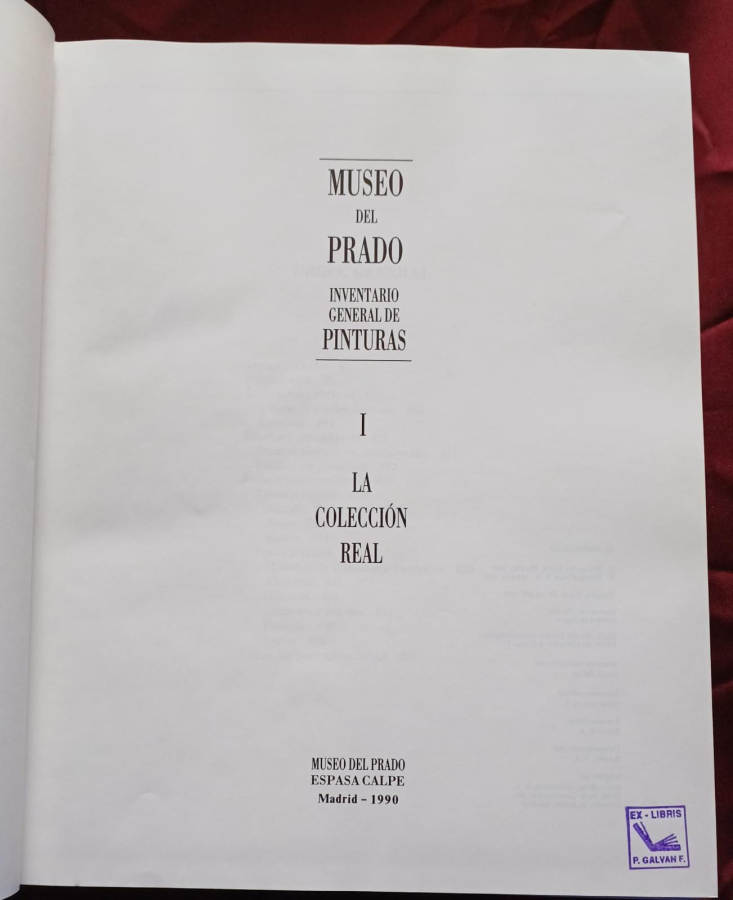 MUSEO
DEL
PRADO
INVENTARIO
GENERAL DE
PINTURAS
I
LA
COLECCIÓN
REAL
MUSEO DEL PRADO
ESPASA CALPE
Madrid – 1990
EX - LIBRIS
P. GALVAN F.